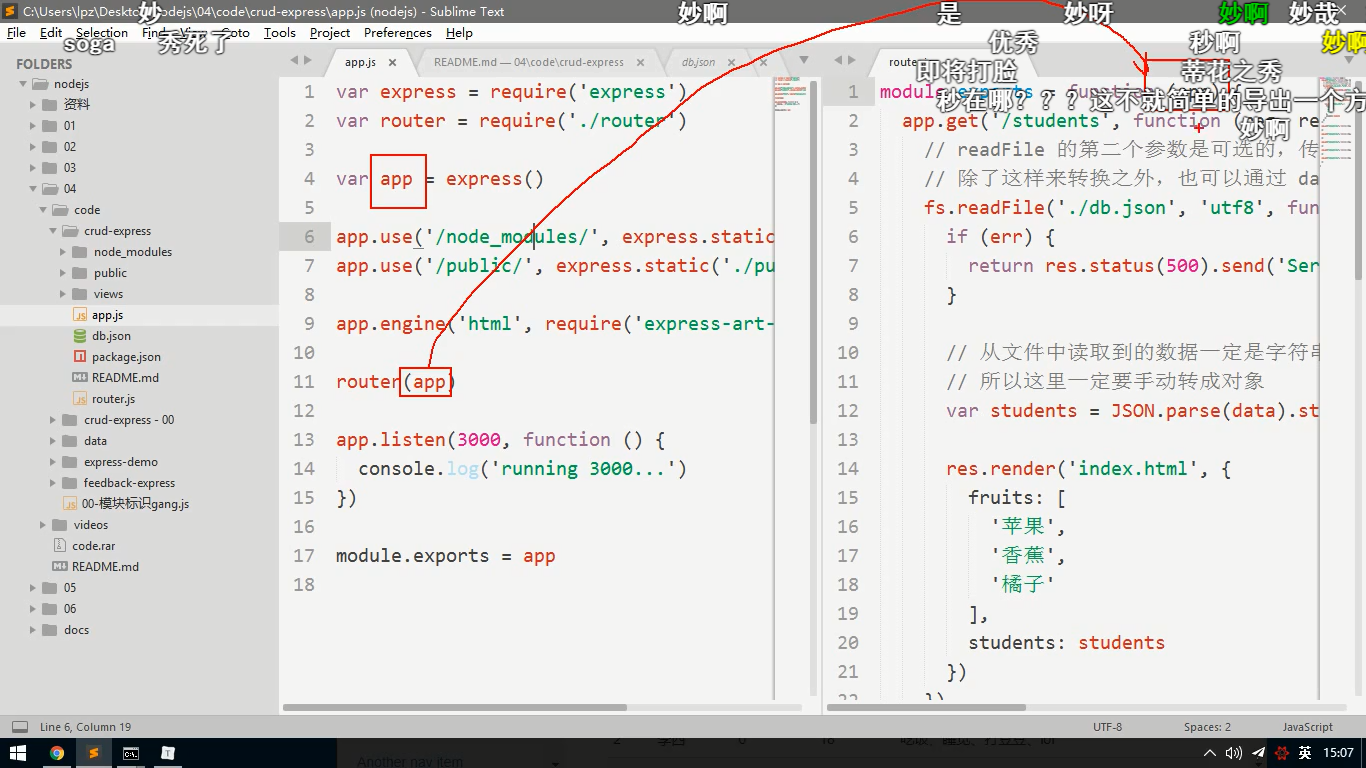 C:\Users\lpz\Deskto
odejs\04\code\crud-express\app.js (nodejs) - Sublime Text
妙
妙啊
是
妙呀
妙啊
妙哉
File Edit Selection Find
Goto Tools Project Preferences Help
soga
秀死了
优秀
秒啊
妙啊
即将打脸
蒂花之秀
秒在哪？？？这不就简单的导出一个方
妙啊
FOLDERS
nodejs
资料
01
02
03
04
code
crud-express
node_modules
public
views
app.js
db.json
package.json
README.md
router.js
crud-express - 00
data
express-demo
feedback-express
00-模块标识gang.js
videos
code.rar
README.md
05
06
docs
app.js
README.md — 04\code\crud-express
db.json
1 var express = require('express')
2 var router = require('./router')
3
4 var app = express()
5
6 app.use('/node_modules/', express.static
7 app.use('/public/', express.static('./pu
8
9 app.engine('html', require('express-art-
10
11 router(app)
12
13 app.listen(3000, function () {
14 console.log('running 3000...')
15 })
16
17 module.exports = app
18
route
1 module.exports = function
2 app.get('/students', function (req, re
3 // readFile 的第二个参数是可选的，传
4 // 除了这样来转换之外，也可以通过 da
5 fs.readFile('./db.json', 'utf8', fun
6 if (err) {
7 return res.status(500).send('Ser
8 }
9
10 // 从文件中读取到的数据一定是字符串
11 // 所以这里一定要手动转成对象
12 var students = JSON.parse(data).st
13
14 res.render('index.html', {
15 fruits: [
16 '苹果',
17 '香蕉',
18 '橘子'
19 ],
20 students: students
21 })
22 })
Line 6, Column 19
UTF-8
Spaces: 2
JavaScript
Another nav item
英
15:07